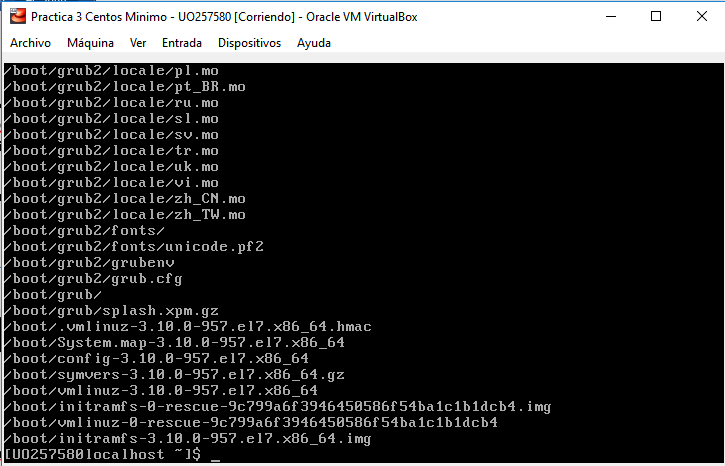 Practica 3 Centos Minimo - UO257580 [Corriendo] - Oracle VM VirtualBox
Archivo Máquina Ver Entrada Dispositivos Ayuda
/boot/grub2/locale/pl.mo
/boot/grub2/locale/pt_BR.mo
/boot/grub2/locale/ru.mo
/boot/grub2/locale/sl.mo
/boot/grub2/locale/sv.mo
/boot/grub2/locale/tr.mo
/boot/grub2/locale/uk.mo
/boot/grub2/locale/vi.mo
/boot/grub2/locale/zh_CN.mo
/boot/grub2/locale/zh_TW.mo
/boot/grub2/fonts/
/boot/grub2/fonts/unicode.pf2
/boot/grub2/grubenv
/boot/grub2/grub.cfg
/boot/grub/
/boot/grub/splash.xpm.gz
/boot/.vmlinuz-3.10.0-957.el7.x86_64.hmac
/boot/System.map-3.10.0-957.el7.x86_64
/boot/config-3.10.0-957.el7.x86_64
/boot/symvers-3.10.0-957.el7.x86_64.gz
/boot/vmlinuz-3.10.0-957.el7.x86_64
/boot/initramfs-0-rescue-9c799a6f3946450586f54ba1c1b1dcb4.img
/boot/vmlinuz-0-rescue-9c799a6f3946450586f54ba1c1b1dcb4
/boot/initramfs-3.10.0-957.el7.x86_64.img
[UO257580localhost ~]$ _